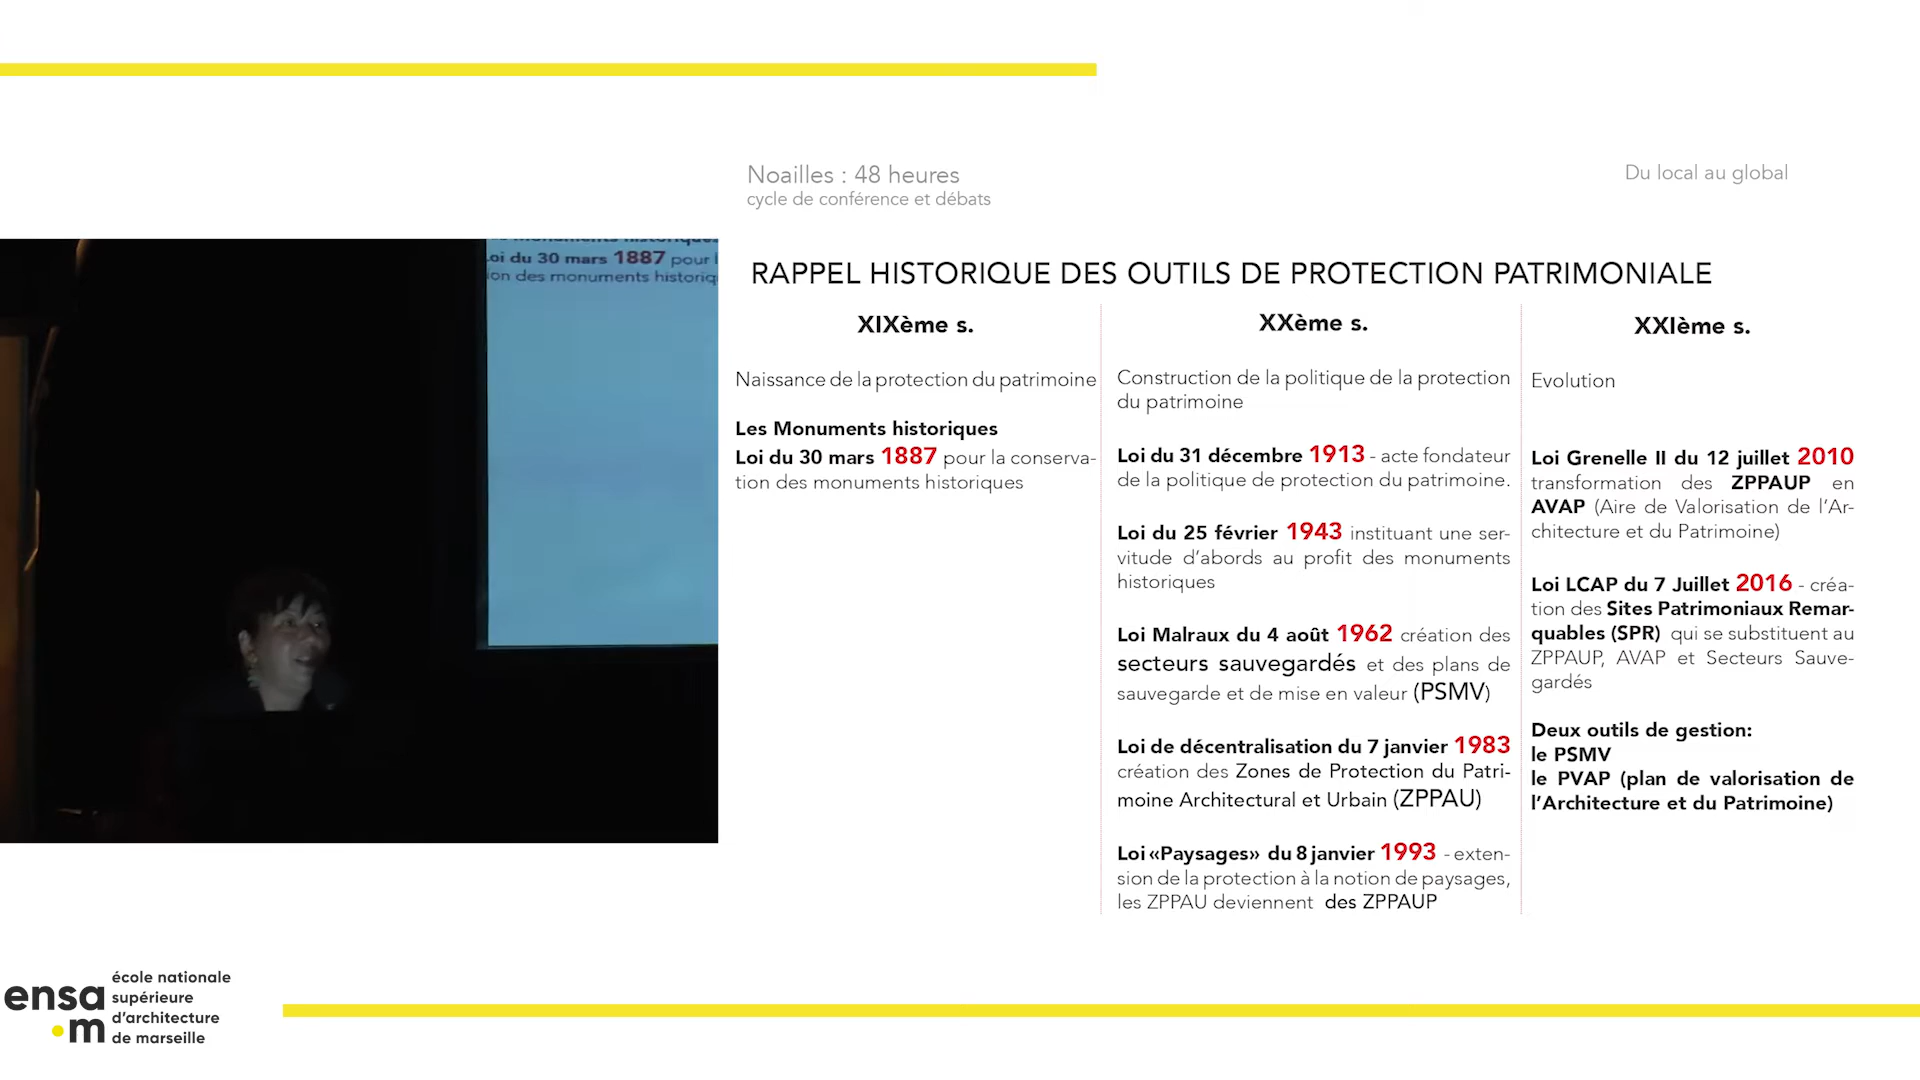 Noailles : 48 heures
cycle de conférence et débats
Du local au global
oi du 30 mars 1887 pour
ion des monuments historiq
RAPPEL HISTORIQUE DES OUTILS DE PROTECTION PATRIMONIALE
XIXème s.
Naissance de la protection du patrimoine
Les Monuments historiques
Loi du 30 mars 1887 pour la conserva-
tion des monuments historiques
XXème s.
Construction de la politique de la protection
du patrimoine
Loi du 31 décembre 1913 - acte fondateur
de la politique de protection du patrimoine.
Loi du 25 février 1943 instituant une ser-
vitude d'abords au profit des monuments
historiques
Loi Malraux du 4 août 1962 création des
secteurs sauvegardés et des plans de
sauvegarde et de mise en valeur (PSMV)
Loi de décentralisation du 7 janvier 1983
création des Zones de Protection du Patri-
moine Architectural et Urbain (ZPPAU)
Loi «Paysages» du 8 janvier 1993 - exten-
sion de la protection à la notion de paysages,
les ZPPAU deviennent des ZPPAUP
XXIème s.
Evolution
Loi Grenelle II du 12 juillet 2010
transformation des ZPPAUP en
AVAP (Aire de Valorisation de l'Ar-
chitecture et du Patrimoine)
Loi LCAP du 7 Juillet 2016 - créa-
tion des Sites Patrimoniaux Remar-
quables (SPR) qui se substituent au
ZPPAUP, AVAP et Secteurs Sauve-
gardés
Deux outils de gestion:
le PSMV
le PVAP (plan de valorisation de
l'Architecture et du Patrimoine)
ensa
•m
école nationale
supérieure
d'architecture
de marseille